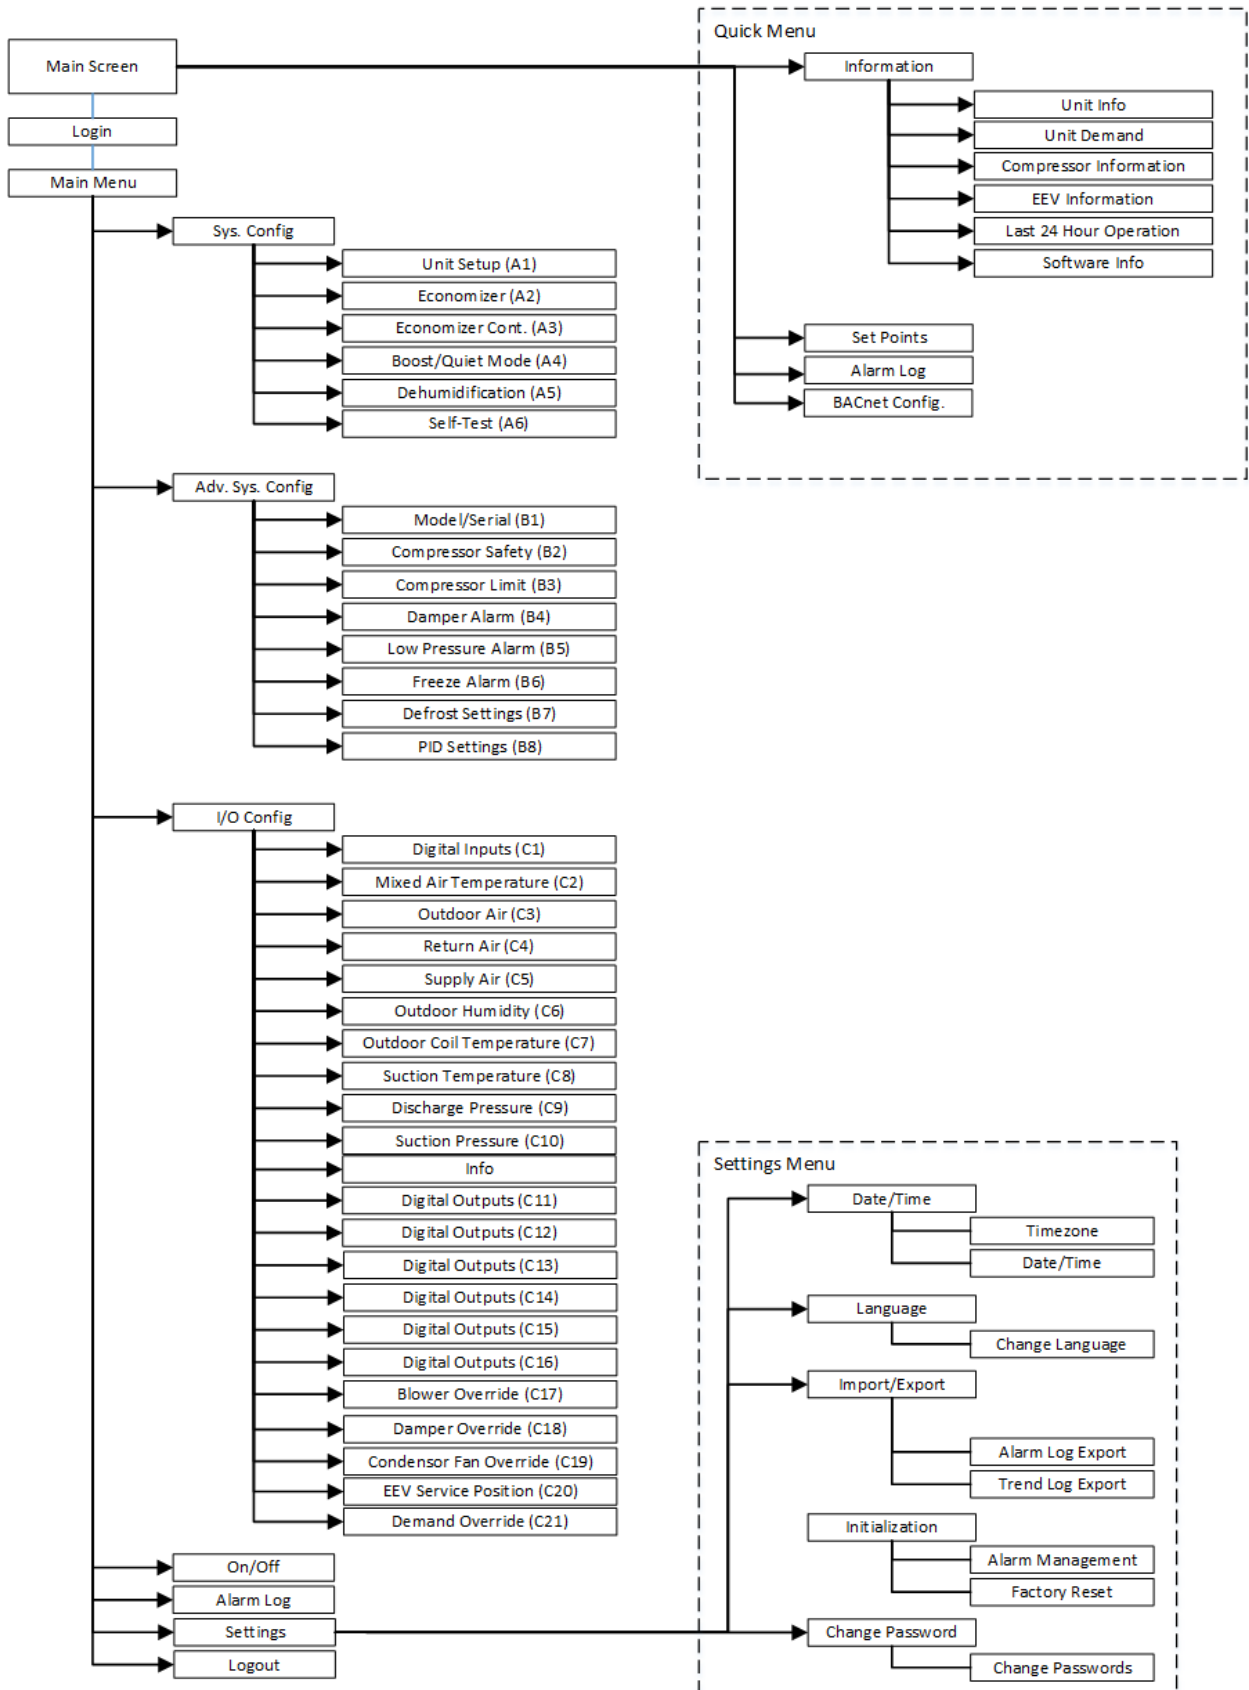 Main Screen
Login
Main Menu
Sys. Config
Unit Setup (A1)
Economizer (A2)
Economizer Cont. (A3)
Boost/Quiet Mode (A4)
Dehumidification (A5)
Self-Test (A6)
Adv. Sys. Config
Model/Serial (B1)
Compressor Safety (B2)
Compressor Limit (B3)
Damper Alarm (B4)
Low Pressure Alarm (B5)
Freeze Alarm (B6)
Defrost Settings (B7)
PID Settings (B8)
I/O Config
Digital Inputs (C1)
Mixed Air Temperature (C2)
Outdoor Air (C3)
Return Air (C4)
Supply Air (C5)
Outdoor Humidity (C6)
Outdoor Coil Temperature (C7)
Suction Temperature (C8)
Discharge Pressure (C9)
Suction Pressure (C10)
Info
Digital Outputs (C11)
Digital Outputs (C12)
Digital Outputs (C13)
Digital Outputs (C14)
Digital Outputs (C15)
Digital Outputs (C16)
Blower Override (C17)
Damper Override (C18)
Condensor Fan Override (C19)
EEV Service Position (C20)
Demand Override (C21)
On/Off
Alarm Log
Settings
Logout
Quick Menu
Information
Unit Info
Unit Demand
Compressor Information
EEV Information
Last 24 Hour Operation
Software Info
Set Points
Alarm Log
BACnet Config.
Settings Menu
Date/Time
Timezone
Date/Time
Language
Change Language
Import/Export
Alarm Log Export
Trend Log Export
Initialization
Alarm Management
Factory Reset
Change Password
Change Passwords